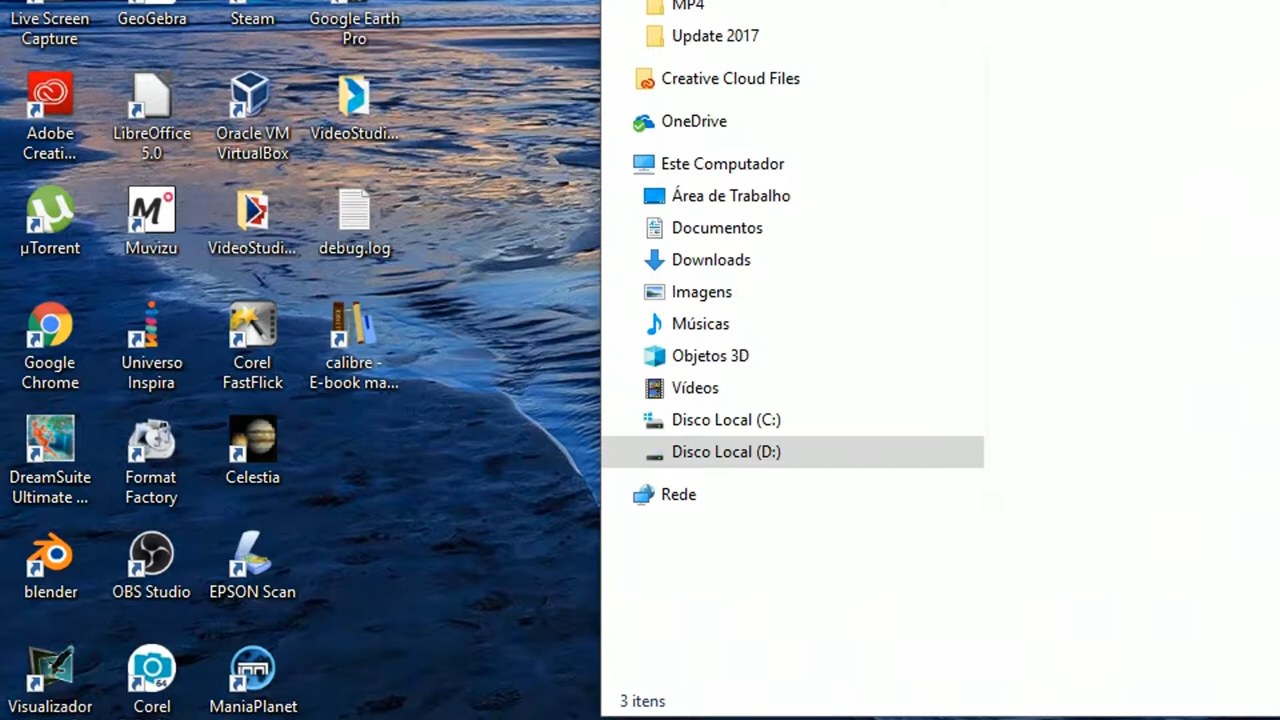 Live Screen
Capture
GeoGebra
Steam
Google Earth
Pro
Adobe
Creati...
LibreOffice
5.0
Oracle VM
VirtualBox
VideoStudi...
µTorrent
Muvizu
VideoStudi...
debug.log
Google
Chrome
Universo
Inspira
Corel
FastFlick
calibre -
E-book ma...
DreamSuite
Ultimate ...
Format
Factory
Celestia
blender
OBS Studio
EPSON Scan
Visualizador
64
Corel
ManiaPlanet
MP4
Update 2017
Creative Cloud Files
OneDrive
Este Computador
Área de Trabalho
Documentos
Downloads
Imagens
Músicas
Objetos 3D
Vídeos
Disco Local (C:)
Disco Local (D:)
Rede
3 itens